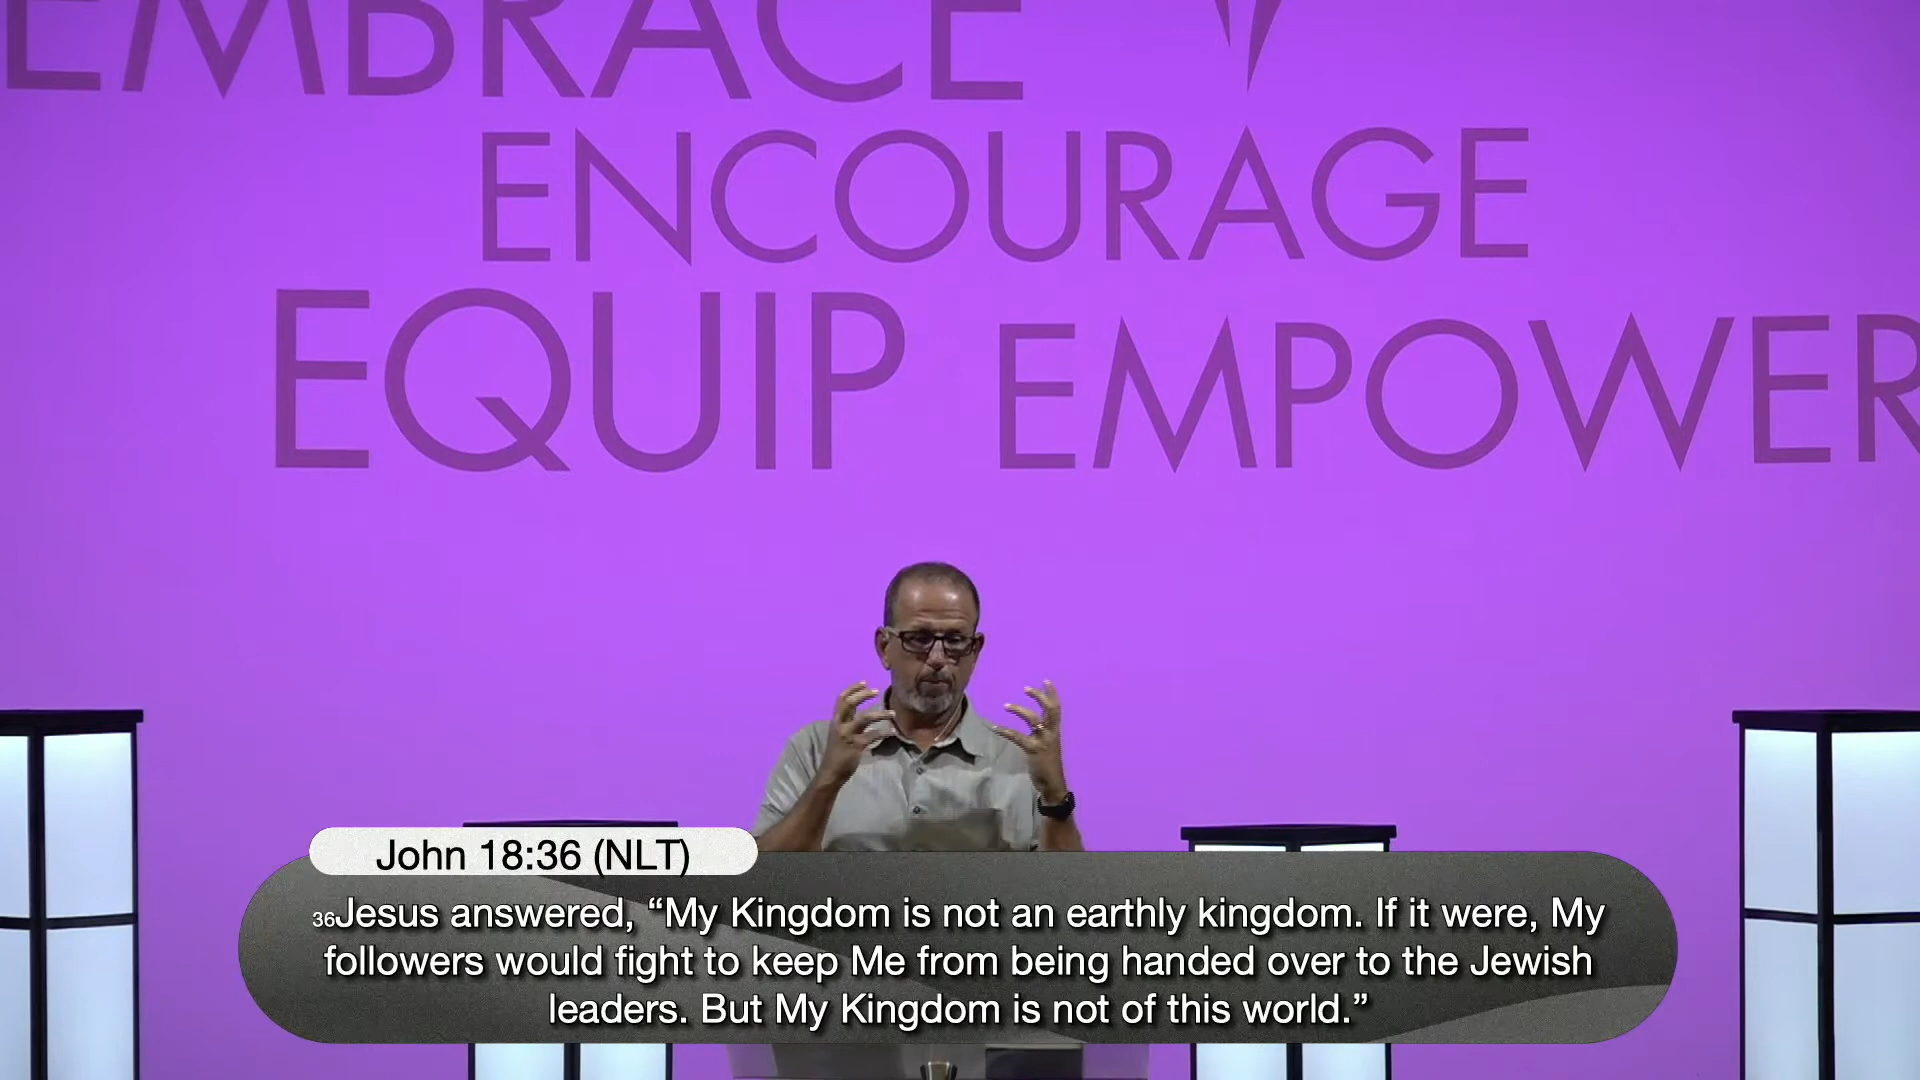 EMBRACE
ENCOURAGE
EQUIP EMPOWER
John 18:36 (NLT)
36Jesus answered, “My Kingdom is not an earthly kingdom. If it were, My
followers would fight to keep Me from being handed over to the Jewish
leaders. But My Kingdom is not of this world.”